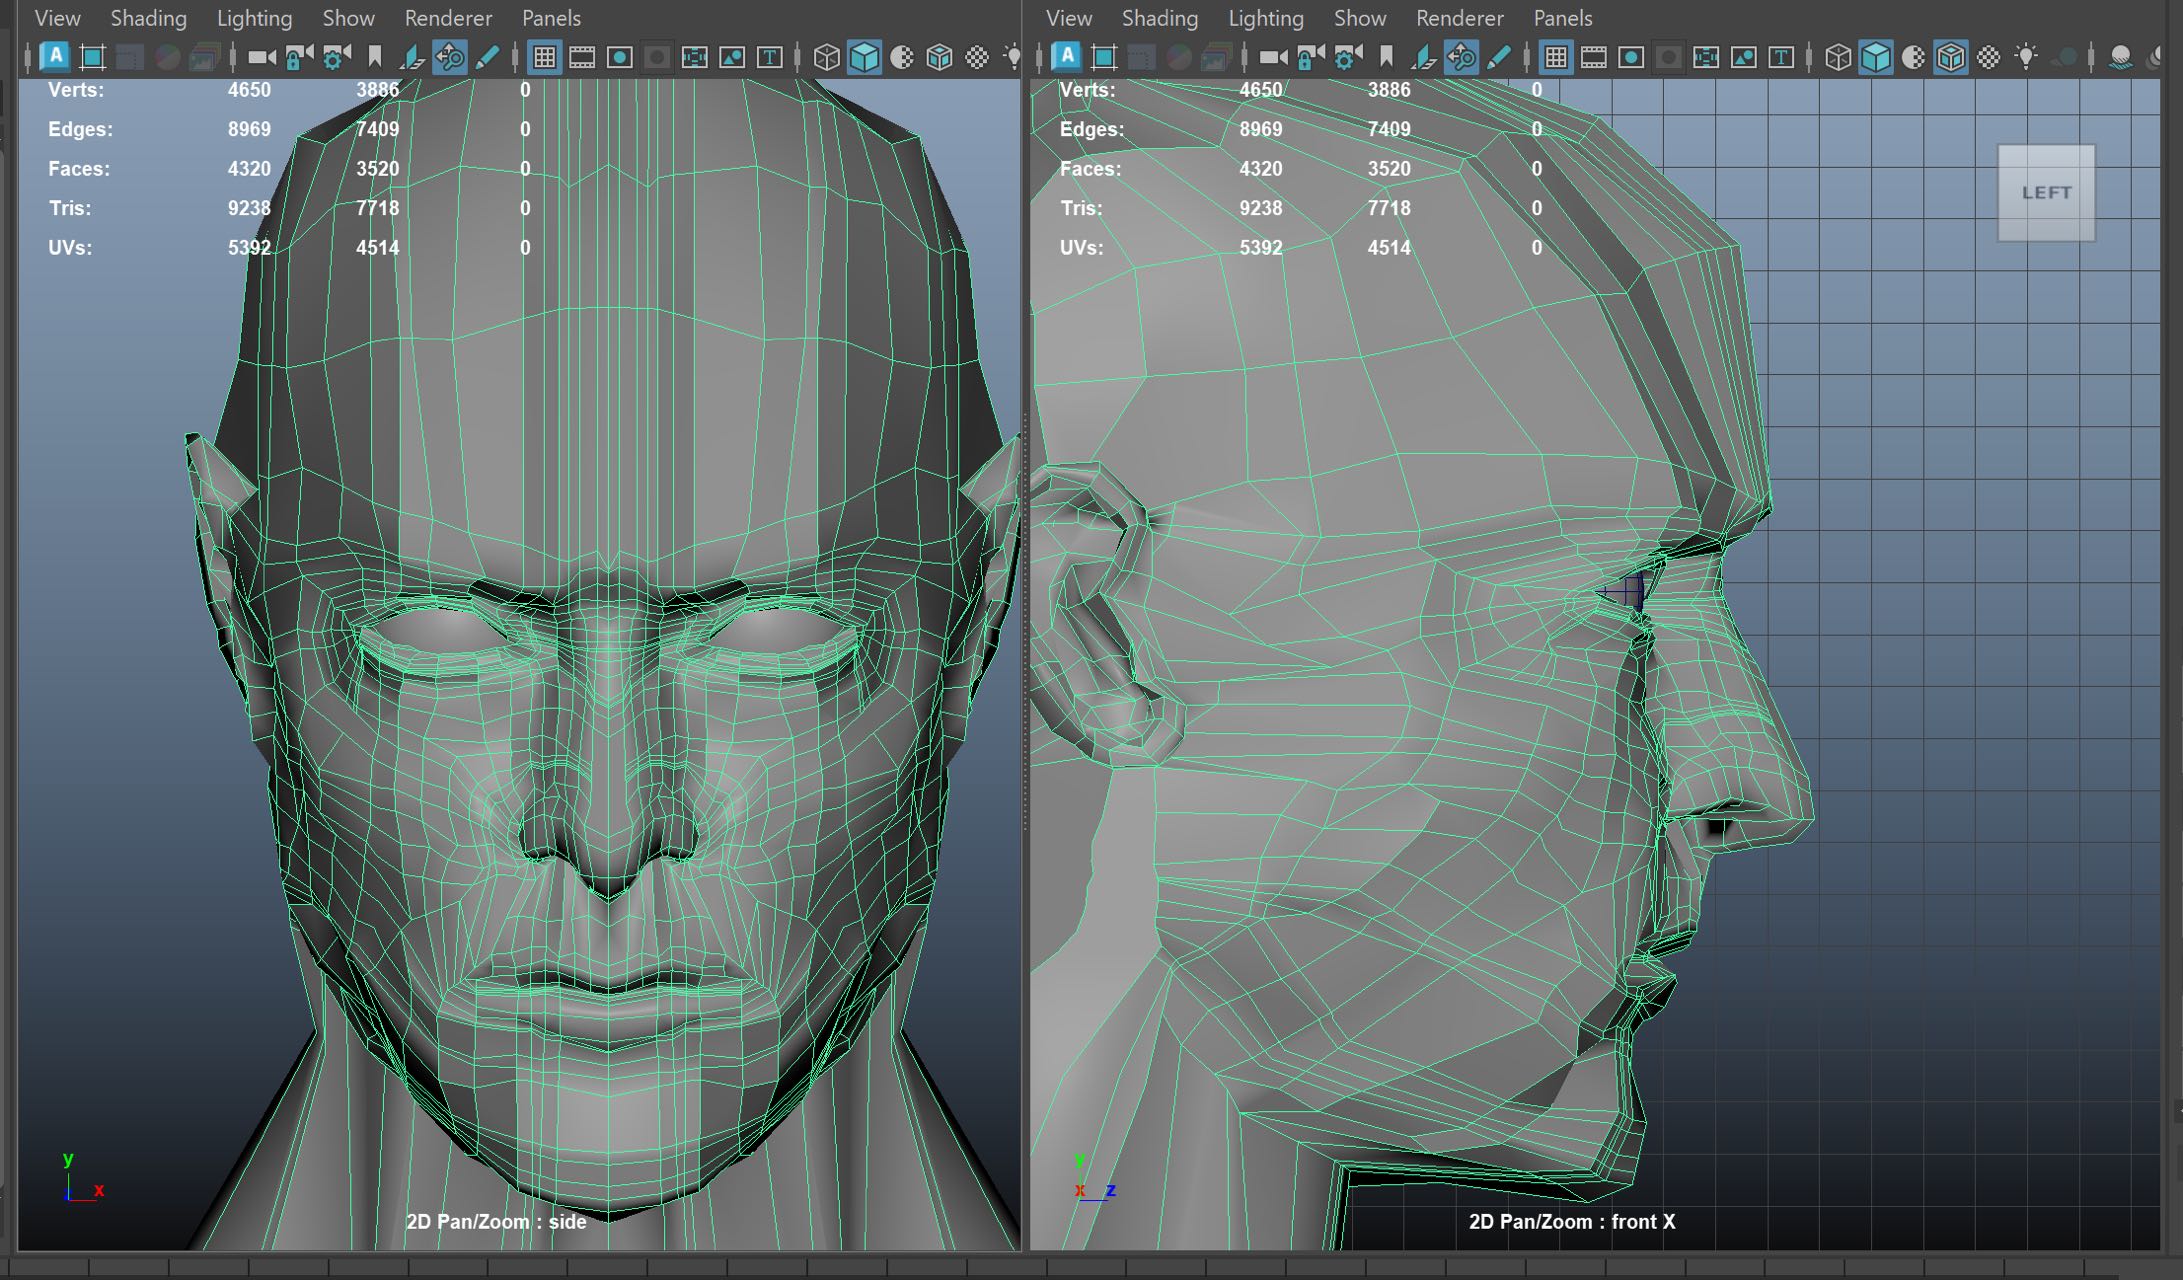 View Shading Lighting Show Renderer Panels
A T
Verts: 4650 3886 0
Edges: 8969 7409 0
Faces: 4320 3520 0
Tris: 9238 7718 0
UVs: 5392 4514 0
y
x
2D Pan/Zoom : side
View Shading Lighting Show Renderer Panels
A T
Verts: 4650 3886 0
Edges: 8969 7409 0
Faces: 4320 3520 0
Tris: 9238 7718 0
UVs: 5392 4514 0
LEFT
y
x z
2D Pan/Zoom : front X